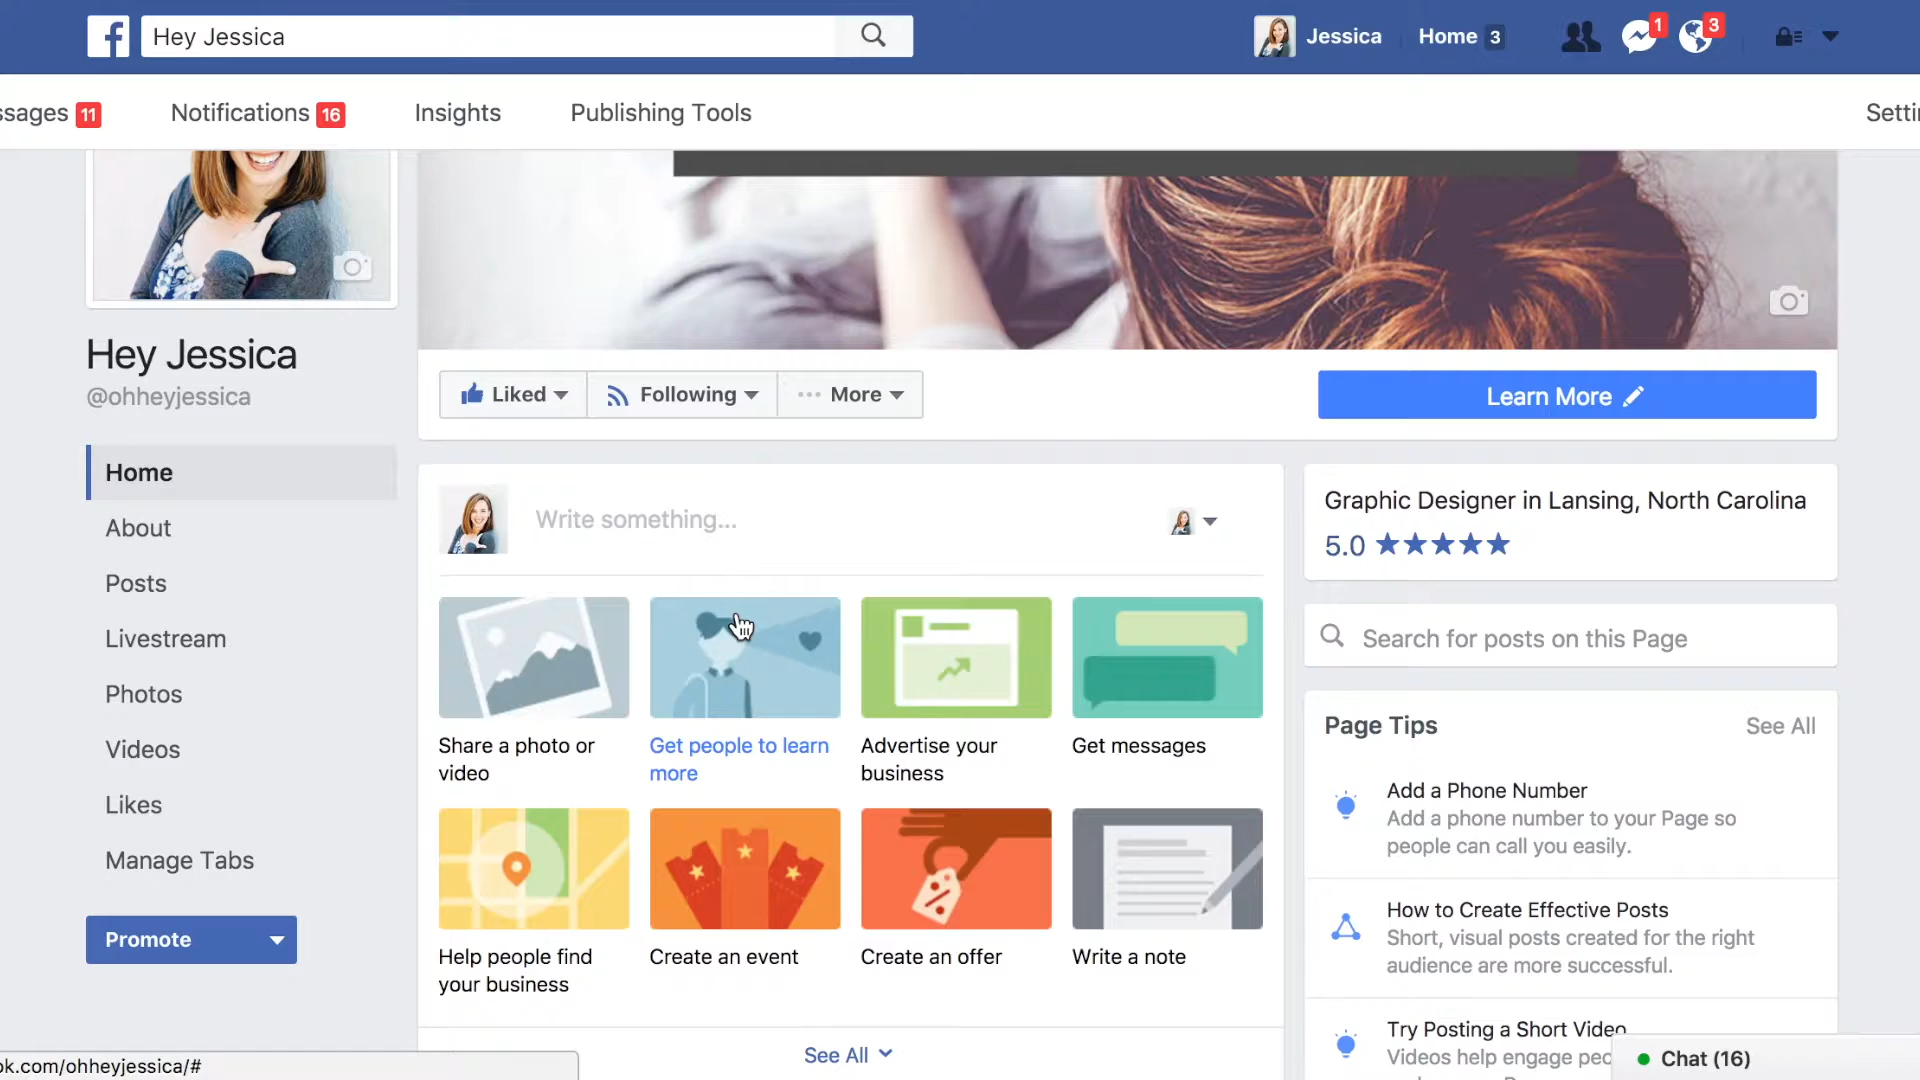 Hey Jessica
Jessica
Home 3
1
3
ssages 11
Notifications 16
Insights
Publishing Tools
Settin
Hey Jessica
@ohheyjessica
Liked
Following
More
Learn More
Home
About
Posts
Livestream
Photos
Videos
Likes
Manage Tabs
Promote
Write something...
Share a photo or
video
Get people to learn
more
Advertise your
business
Get messages
Help people find
your business
Create an event
Create an offer
Write a note
See All
Graphic Designer in Lansing, North Carolina
5.0
Search for posts on this Page
Page Tips
See All
Add a Phone Number
Add a phone number to your Page so
people can call you easily.
How to Create Effective Posts
Short, visual posts created for the right
audience are more successful.
Try Posting a Short Video
Videos help engage peo
Chat (16)
ok.com/ohheyjessica/#